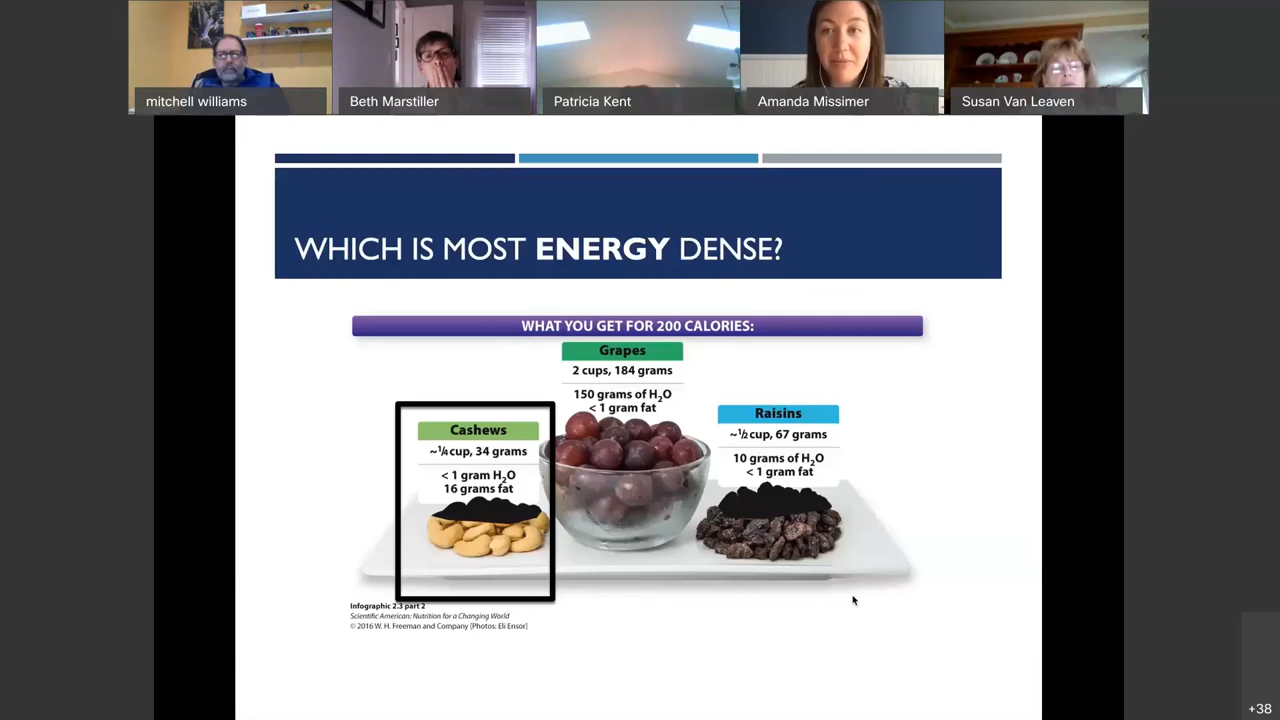 mitchell williams
Beth Marstiller
Patricia Kent
Amanda Missimer
Susan Van Leaven
WHICH IS MOST ENERGY DENSE?
WHAT YOU GET FOR 200 CALORIES:
Grapes
2 cups, 184 grams
150 grams of H₂O
< 1 gram fat
Cashews
~¼ cup, 34 grams
< 1 gram H₂O
16 grams fat
Raisins
~½ cup, 67 grams
10 grams of H₂O
< 1 gram fat
Infographic 2.3 part 2
Scientific American: Nutrition for a Changing World
© 2016 W. H. Freeman and Company [Photos: Eli Ensor]
+38